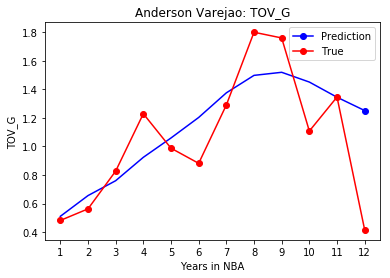 Anderson Varejao: TOV_G
Prediction
True
1.8
1.6
1.4
1.2
1.0
0.8
0.6
0.4
TOV_G
1 2 3 4 5 6 7 8 9 10 11 12
Years in NBA